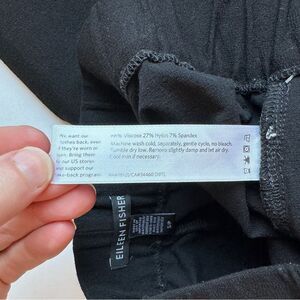 We want our
clothes back, even
if they're worn or
torn. Bring them
to our US stores
and support our
take-back program.
66% Viscose 27% Nylon 7% Spandex
Machine wash cold, separately, gentle cycle, no bleach.
Tumble dry low. Remove slightly damp and let air dry.
Cool iron if necessary.
EILEEN FISHER